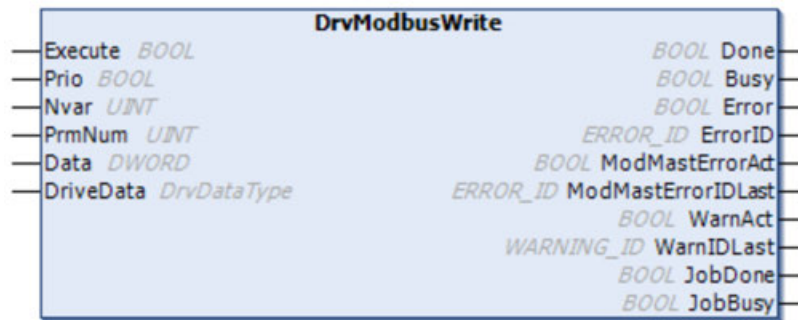 DrvModbusWrite
Execute BOOL BOOL Done
Prio BOOL BOOL Busy
Nvar UINT BOOL Error
PrmNum UINT ERROR_ID ErrorID
Data DWORD BOOL ModMastErrorAct
DriveData DrvDataType ERROR_ID ModMastErrorIDLast
BOOL WarnAct
WARNING_ID WarnIDLast
BOOL JobDone
BOOL JobBusy